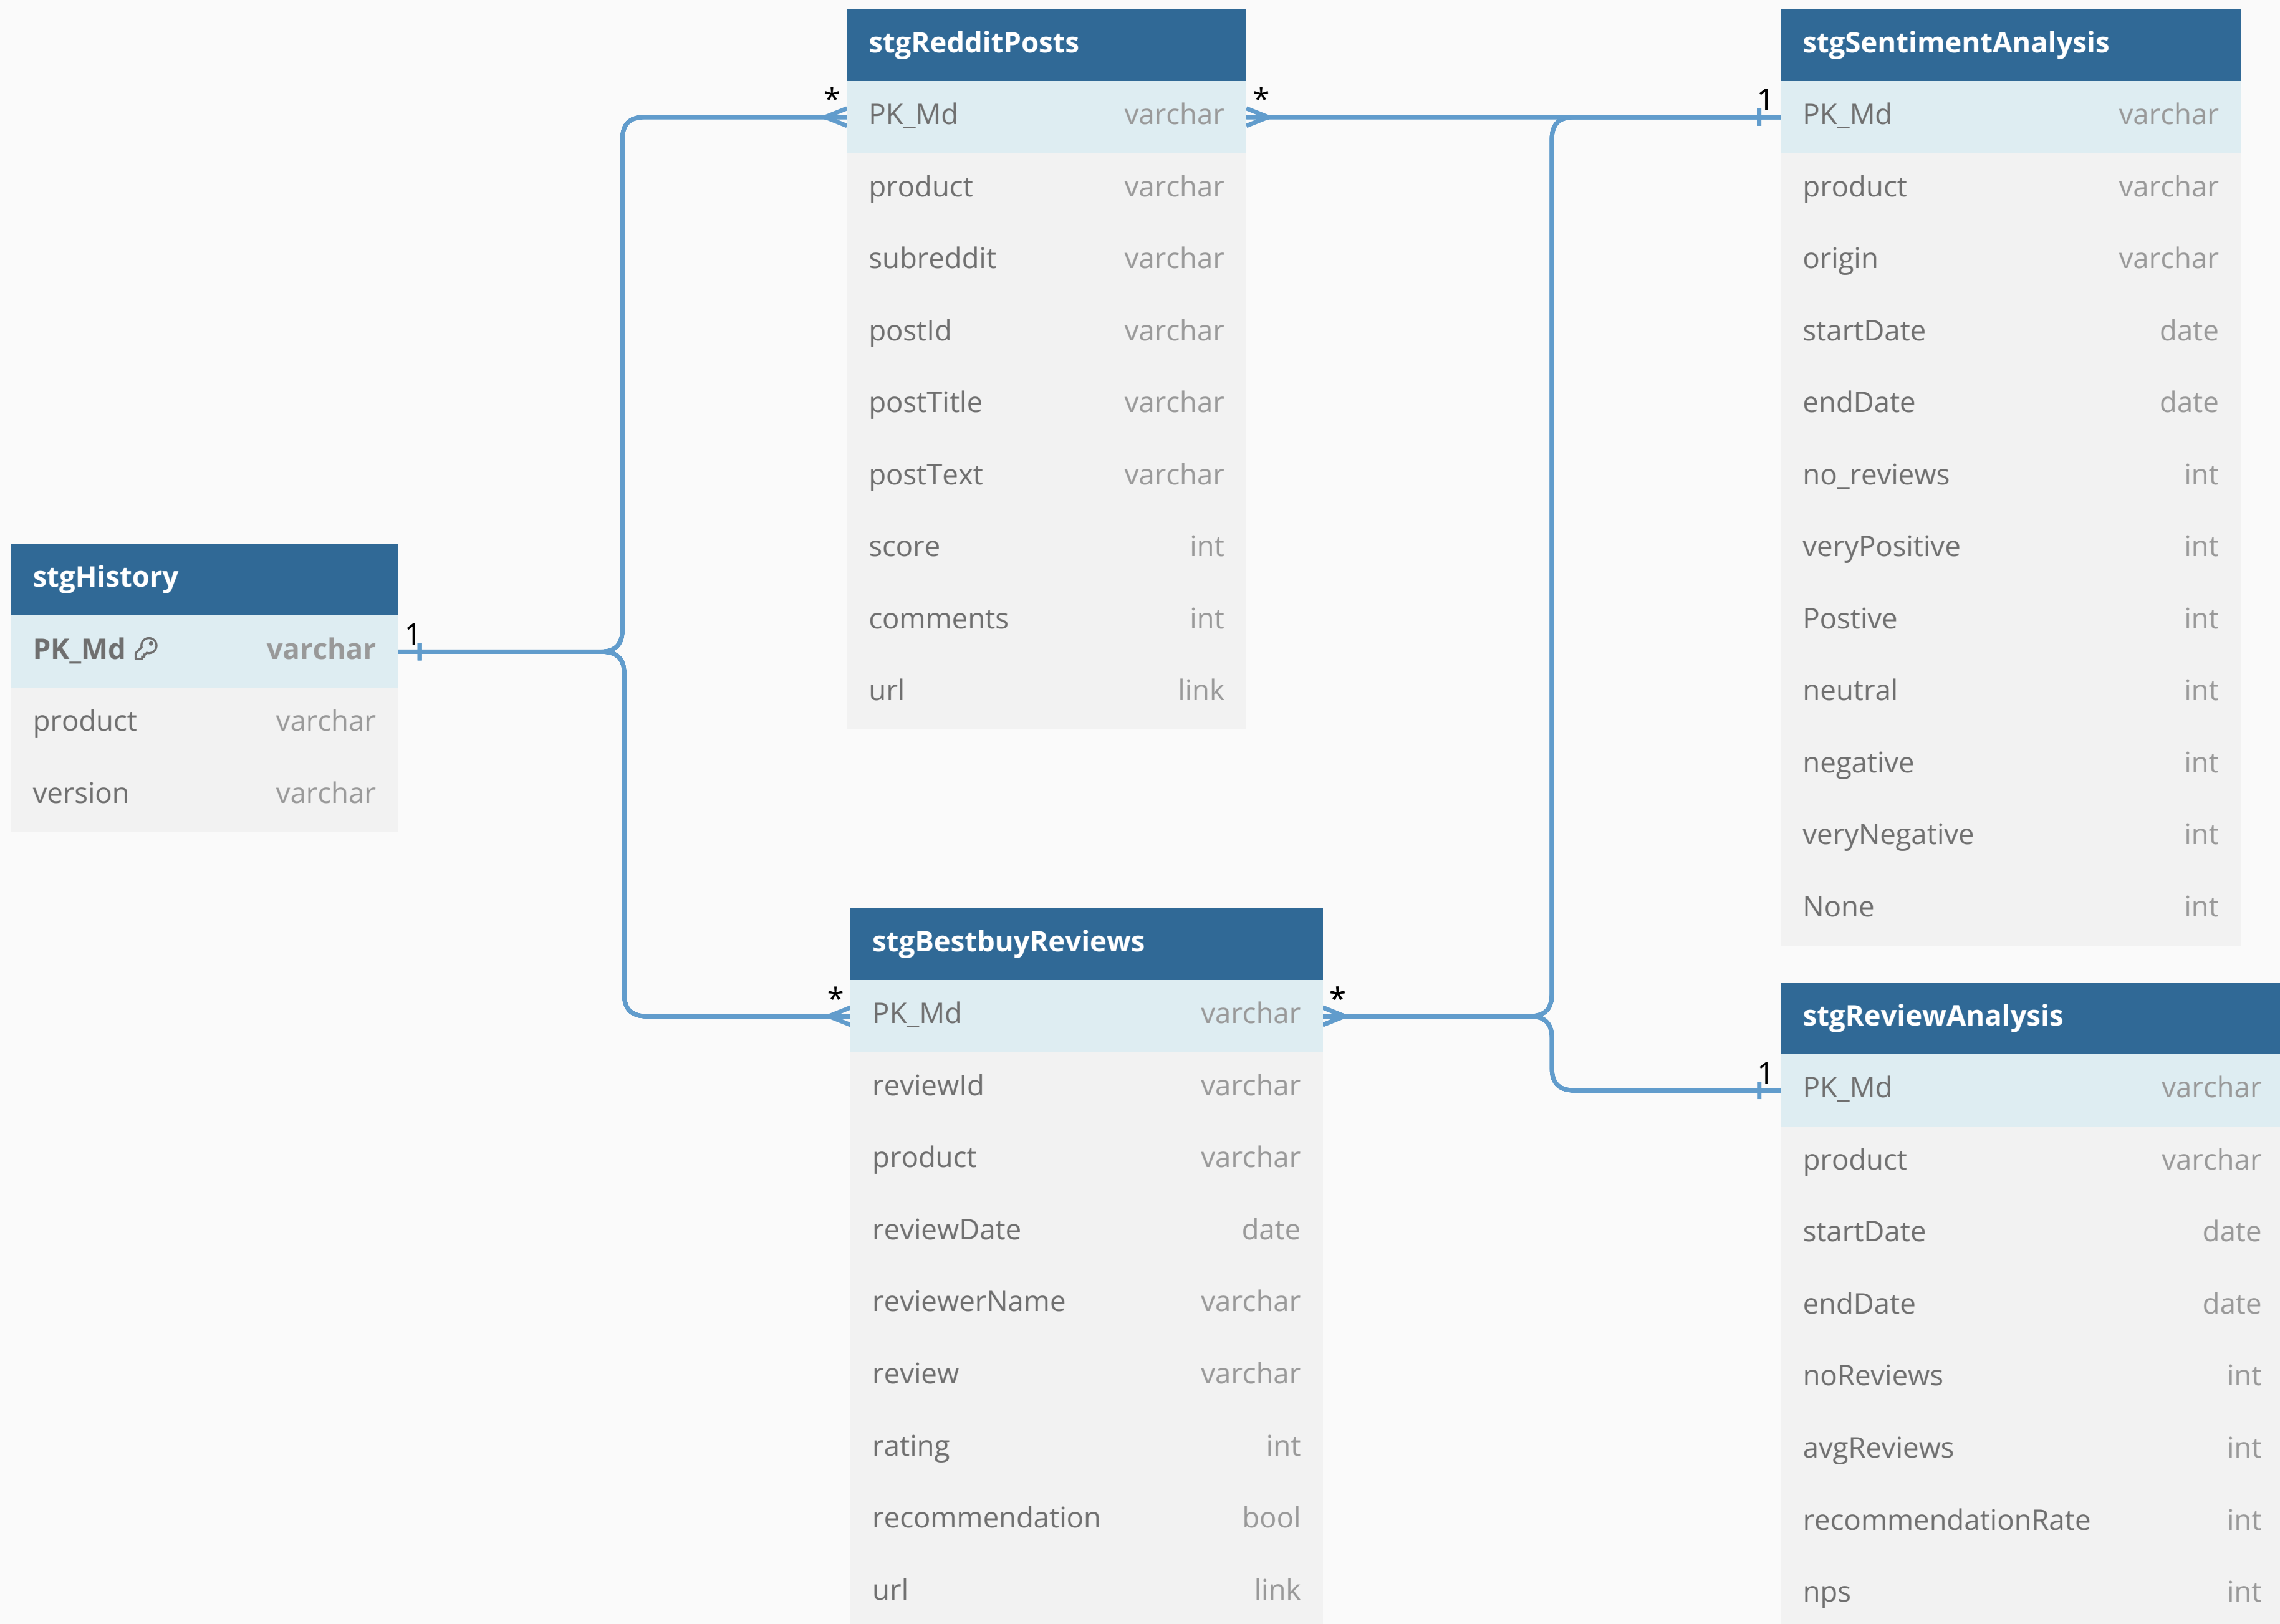 stgRedditPosts
* PK_Md varchar *
product varchar
subreddit varchar
postId varchar
postTitle varchar
postText varchar
score int
comments int
url link
stgSentimentAnalysis
1 PK_Md varchar
product varchar
origin varchar
startDate date
endDate date
no_reviews int
veryPositive int
Postive int
neutral int
negative int
veryNegative int
None int
stgHistory
PK_Md varchar 1
product varchar
version varchar
stgBestbuyReviews
* PK_Md varchar *
reviewId varchar
product varchar
reviewDate date
reviewerName varchar
review varchar
rating int
recommendation bool
url link
stgReviewAnalysis
1 PK_Md varchar
product varchar
startDate date
endDate date
noReviews int
avgReviews int
recommendationRate int
nps int